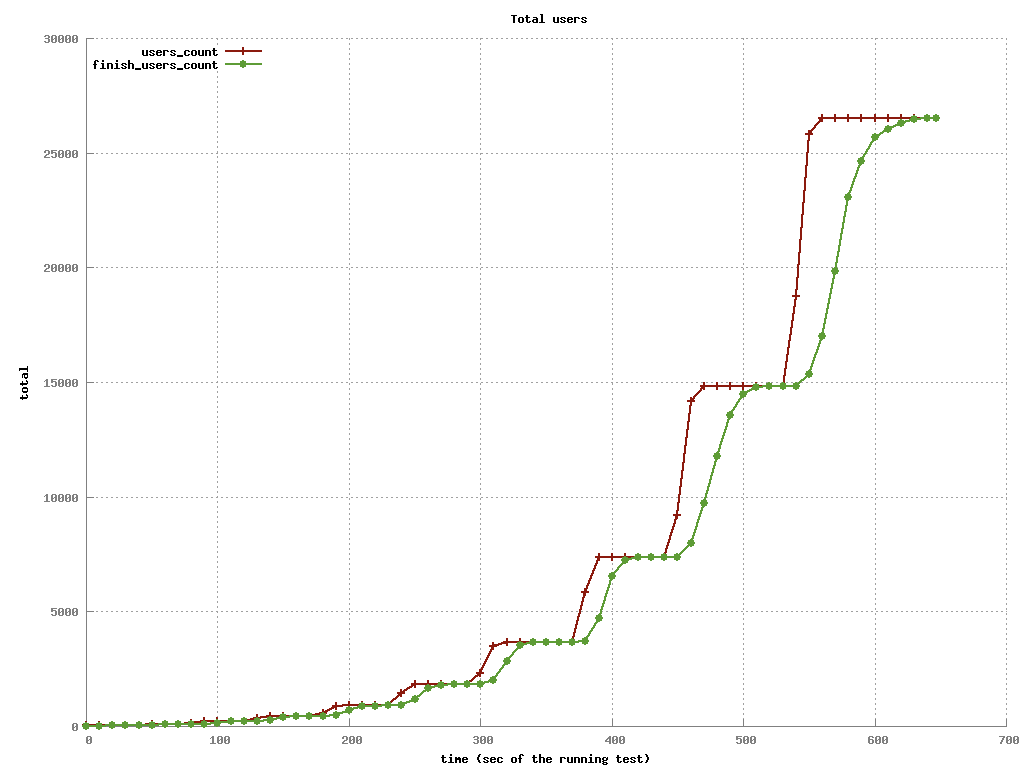 Total users
users_count
finish_users_count
30000
25000
20000
15000
10000
5000
0
total
0 100 200 300 400 500 600 700
time (sec of the running test)